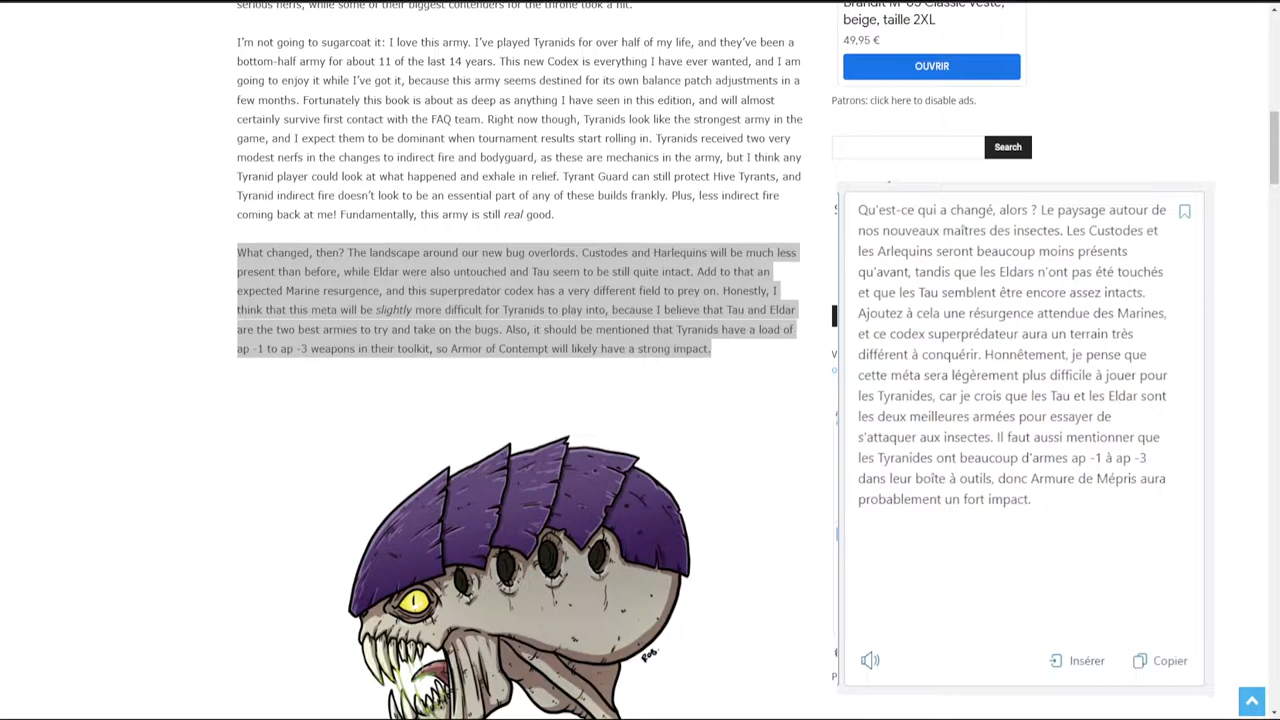 serious nerfs, while some of their biggest contenders for the throne took a hit.
I'm not going to sugarcoat it: I love this army. I've played Tyranids for over half of my life, and they've been a
bottom-half army for about 11 of the last 14 years. This new Codex is everything I have ever wanted, and I am
going to enjoy it while I've got it, because this army seems destined for its own balance patch adjustments in a
few months. Fortunately this book is about as deep as anything I have seen in this edition, and will almost
certainly survive first contact with the FAQ team. Right now though, Tyranids look like the strongest army in the
game, and I expect them to be dominant when tournament results start rolling in. Tyranids received two very
modest nerfs in the changes to indirect fire and bodyguard, as these are mechanics in the army, but I think any
Tyranid player could look at what happened and exhale in relief. Tyrant Guard can still protect Hive Tyrants, and
Tyranid indirect fire doesn't look to be an essential part of any of these builds frankly. Plus, less indirect fire
coming back at me! Fundamentally, this army is still real good.
What changed, then? The landscape around our new bug overlords. Custodes and Harlequins will be much less
present than before, while Eldar were also untouched and Tau seem to be still quite intact. Add to that an
expected Marine resurgence, and this superpredator codex has a very different field to prey on. Honestly, I
think that this meta will be slightly more difficult for Tyranids to play into, because I believe that Tau and Eldar
are the two best armies to try and take on the bugs. Also, it should be mentioned that Tyranids have a load of
ap -1 to ap -3 weapons in their toolkit, so Armor of Contempt will likely have a strong impact.
ROB.
beige, taille 2XL
49,95 €
OUVRIR
Patrons: click here to disable ads.
Search
Qu'est-ce qui a changé, alors ? Le paysage autour de
nos nouveaux maîtres des insectes. Les Custodes et
les Arlequins seront beaucoup moins présents
qu'avant, tandis que les Eldars n'ont pas été touchés
et que les Tau semblent être encore assez intacts.
Ajoutez à cela une résurgence attendue des Marines,
et ce codex superprédateur aura un terrain très
différent à conquérir. Honnêtement, je pense que
cette méta sera légèrement plus difficile à jouer pour
les Tyranides, car je crois que les Tau et les Eldar sont
les deux meilleures armées pour essayer de
s'attaquer aux insectes. Il faut aussi mentionner que
les Tyranides ont beaucoup d'armes ap -1 à ap -3
dans leur boîte à outils, donc Armure de Mépris aura
probablement un fort impact.
Insérer
Copier